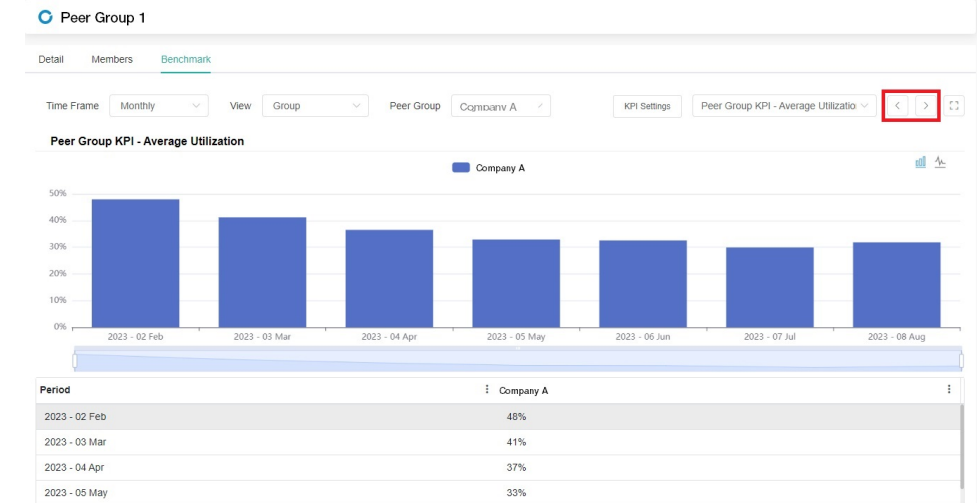 Peer Group 1
Detail Members Benchmark
Time Frame Monthly View Group Peer Group Company A KPI Settings Peer Group KPI - Average Utilizatio
Peer Group KPI - Average Utilization
Company A
50%
40%
30%
20%
10%
0%
2023 - 02 Feb 2023 - 03 Mar 2023 - 04 Apr 2023 - 05 May 2023 - 06 Jun 2023 - 07 Jul 2023 - 08 Aug
Period Company A
2023 - 02 Feb 48%
2023 - 03 Mar 41%
2023 - 04 Apr 37%
2023 - 05 May 33%